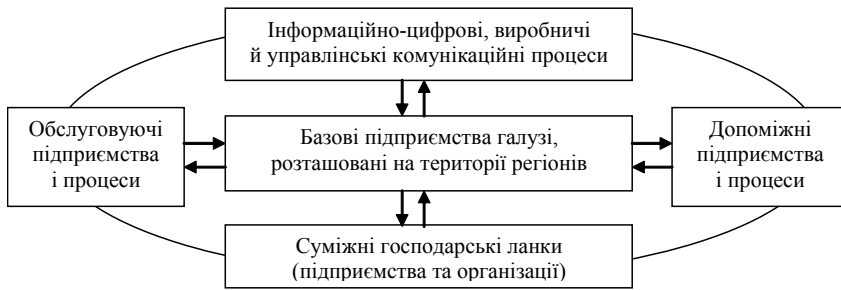 Інформаційно-цифрові, виробничі
й управлінські комунікаційні процеси
Обслуговуючі
підприємства
і процеси
Базові підприємства галузі,
розташовані на території регіонів
Допоміжні
підприємства
і процеси
Суміжні господарські ланки
(підприємства та організації)